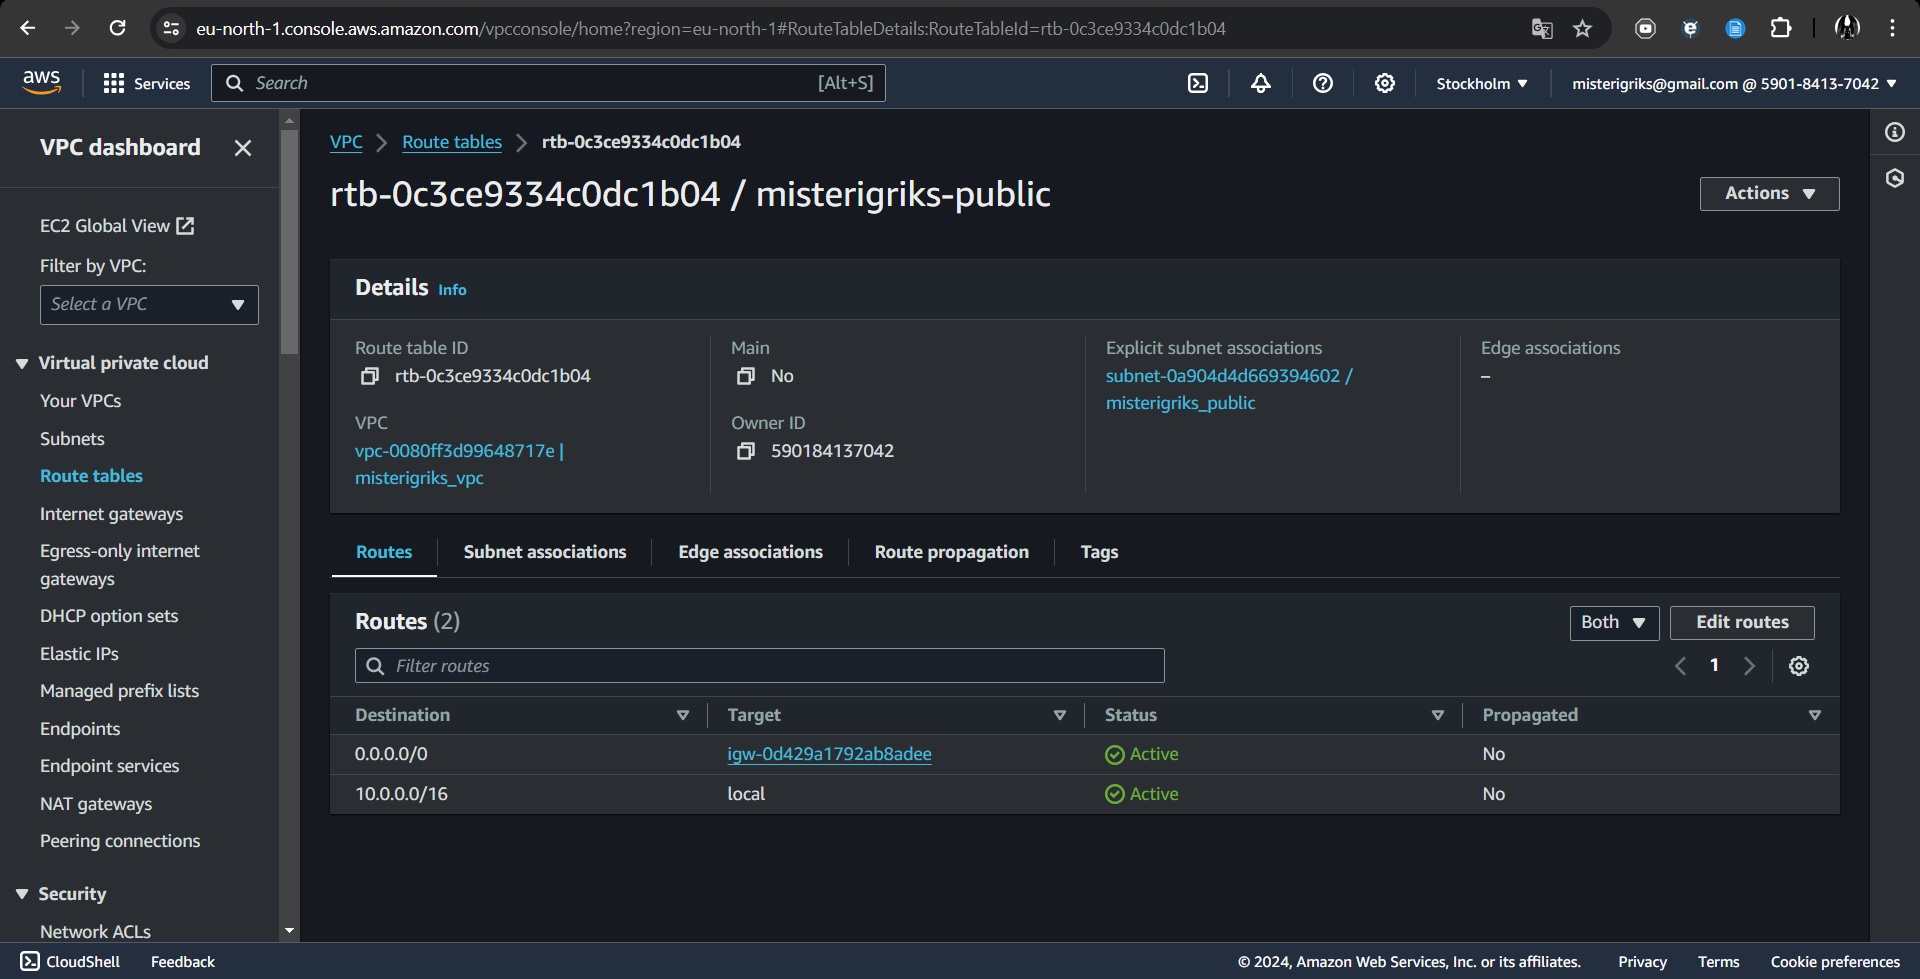 eu-north-1.console.aws.amazon.com/vpcconsole/home?region=eu-north-1#RouteTableDetails:RouteTableId=rtb-0c3ce9334c0dc1b04
aws
Services
Search
[Alt+S]
Stockholm
misterigriks@gmail.com @ 5901-8413-7042
VPC dashboard
EC2 Global View
Filter by VPC:
Select a VPC
Virtual private cloud
Your VPCs
Subnets
Route tables
Internet gateways
Egress-only internet
gateways
DHCP option sets
Elastic IPs
Managed prefix lists
Endpoints
Endpoint services
NAT gateways
Peering connections
Security
Network ACLs
VPC
Route tables
rtb-0c3ce9334c0dc1b04
rtb-0c3ce9334c0dc1b04 / misterigriks-public
Actions
Details Info
Route table ID
rtb-0c3ce9334c0dc1b04
VPC
vpc-0080ff3d99648717e |
misterigriks_vpc
Main
No
Owner ID
590184137042
Explicit subnet associations
subnet-0a904d4d669394602 /
misterigriks_public
Edge associations
–
Routes
Subnet associations
Edge associations
Route propagation
Tags
Routes (2)
Both
Edit routes
Filter routes
1
Destination Target Status Propagated
0.0.0.0/0 igw-0d429a1792ab8adee Active No
10.0.0.0/16 local Active No
CloudShell
Feedback
© 2024, Amazon Web Services, Inc. or its affiliates.
Privacy
Terms
Cookie preferences